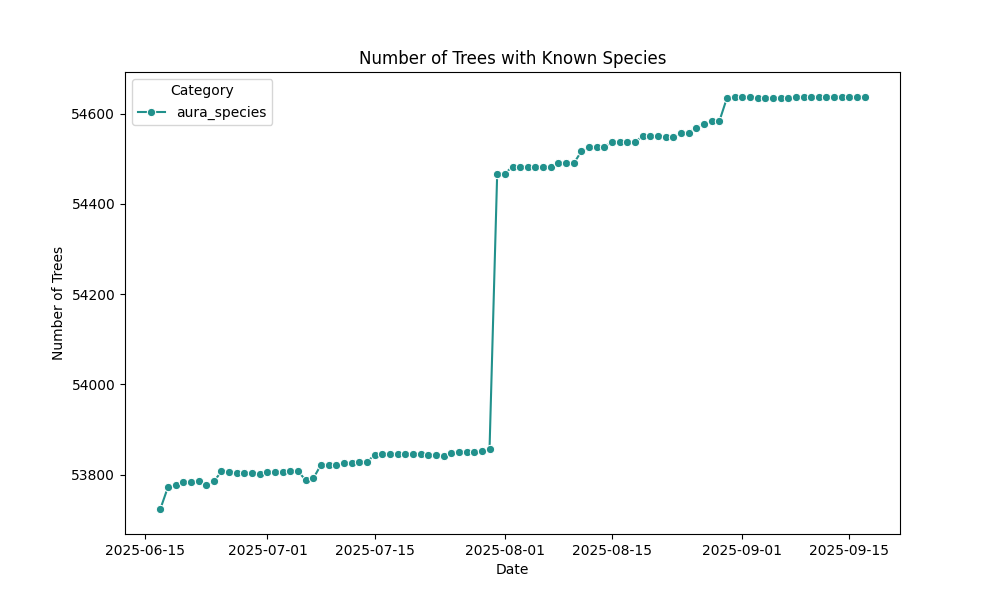 Number of Trees with Known Species
Category
aura_species
Number of Trees
54600
54400
54200
54000
53800
2025-06-15
2025-07-01
2025-07-15
2025-08-01
2025-08-15
2025-09-01
2025-09-15
Date